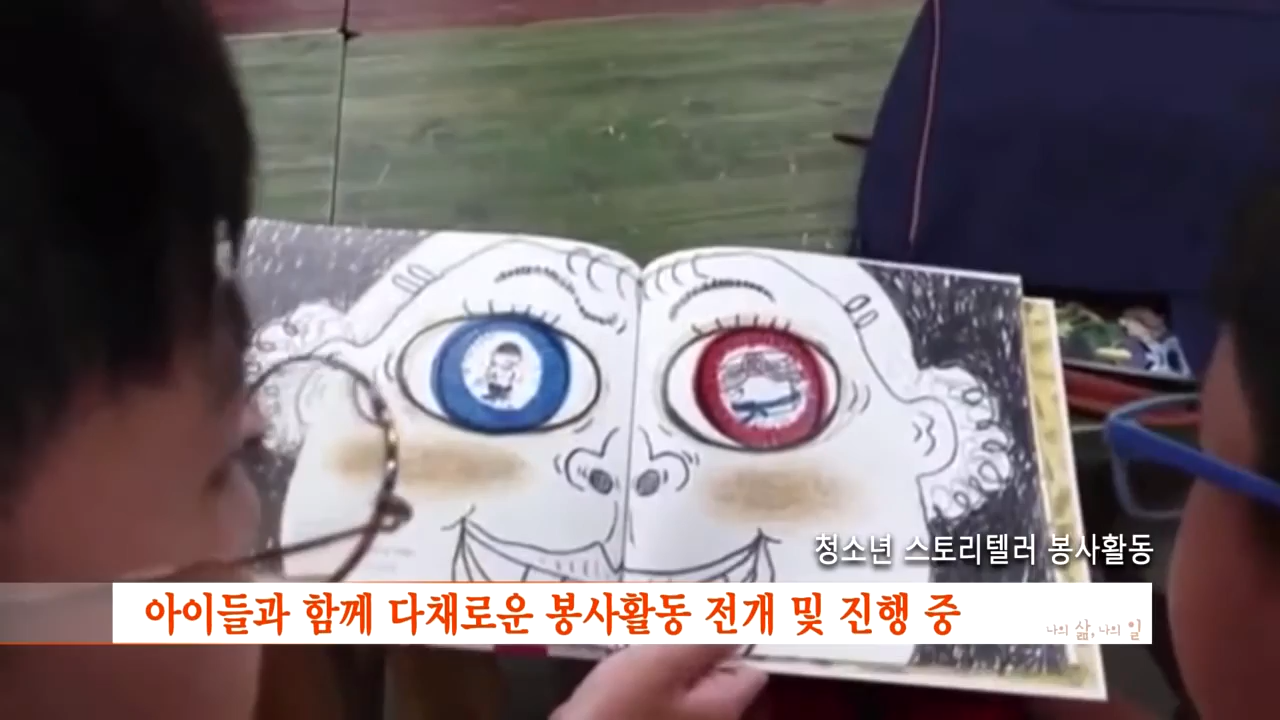 청소년 스토리텔러 봉사활동
아이들과 함께 다채로운 봉사활동 전개 및 진행 중
나의 삶, 나의 일